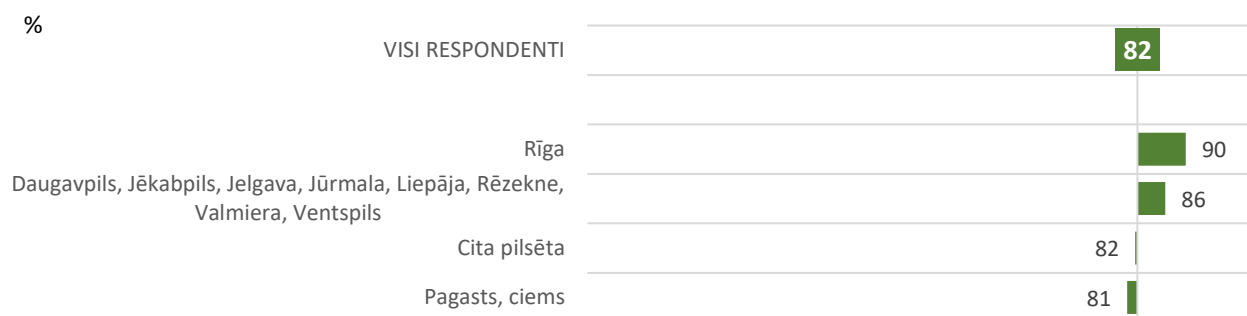 %
VISI RESPONDENTI 82
Rīga 90
Daugavpils, Jēkabpils, Jelgava, Jūrmala, Liepāja, Rēzekne,
Valmiera, Ventspils 86
Cita pilsēta 82
Pagasts, ciems 81